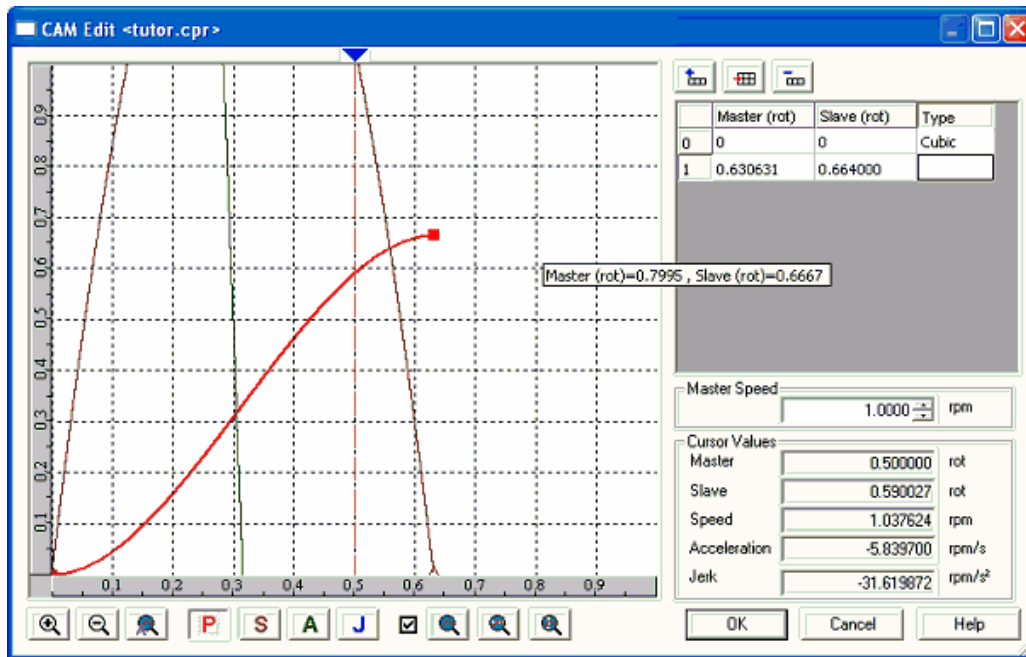 CAM Edit <tutor.cpr>
0,9
0,8
0,7
0,6
0,5
0,4
0,3
0,2
0,1
0,1 0,2 0,3 0,4 0,5 0,6 0,7 0,8 0,9
Master (rot)=0.7995 , Slave (rot)=0.6667
P S A J
Master (rot) Slave (rot) Type
0 0 0 Cubic
1 0.630631 0.664000
Master Speed
1.0000 rpm
Cursor Values
Master 0.500000 rot
Slave 0.590027 rot
Speed 1.037624 rpm
Acceleration -5.839700 rpm/s
Jerk -31.619872 rpm/s²
OK Cancel Help